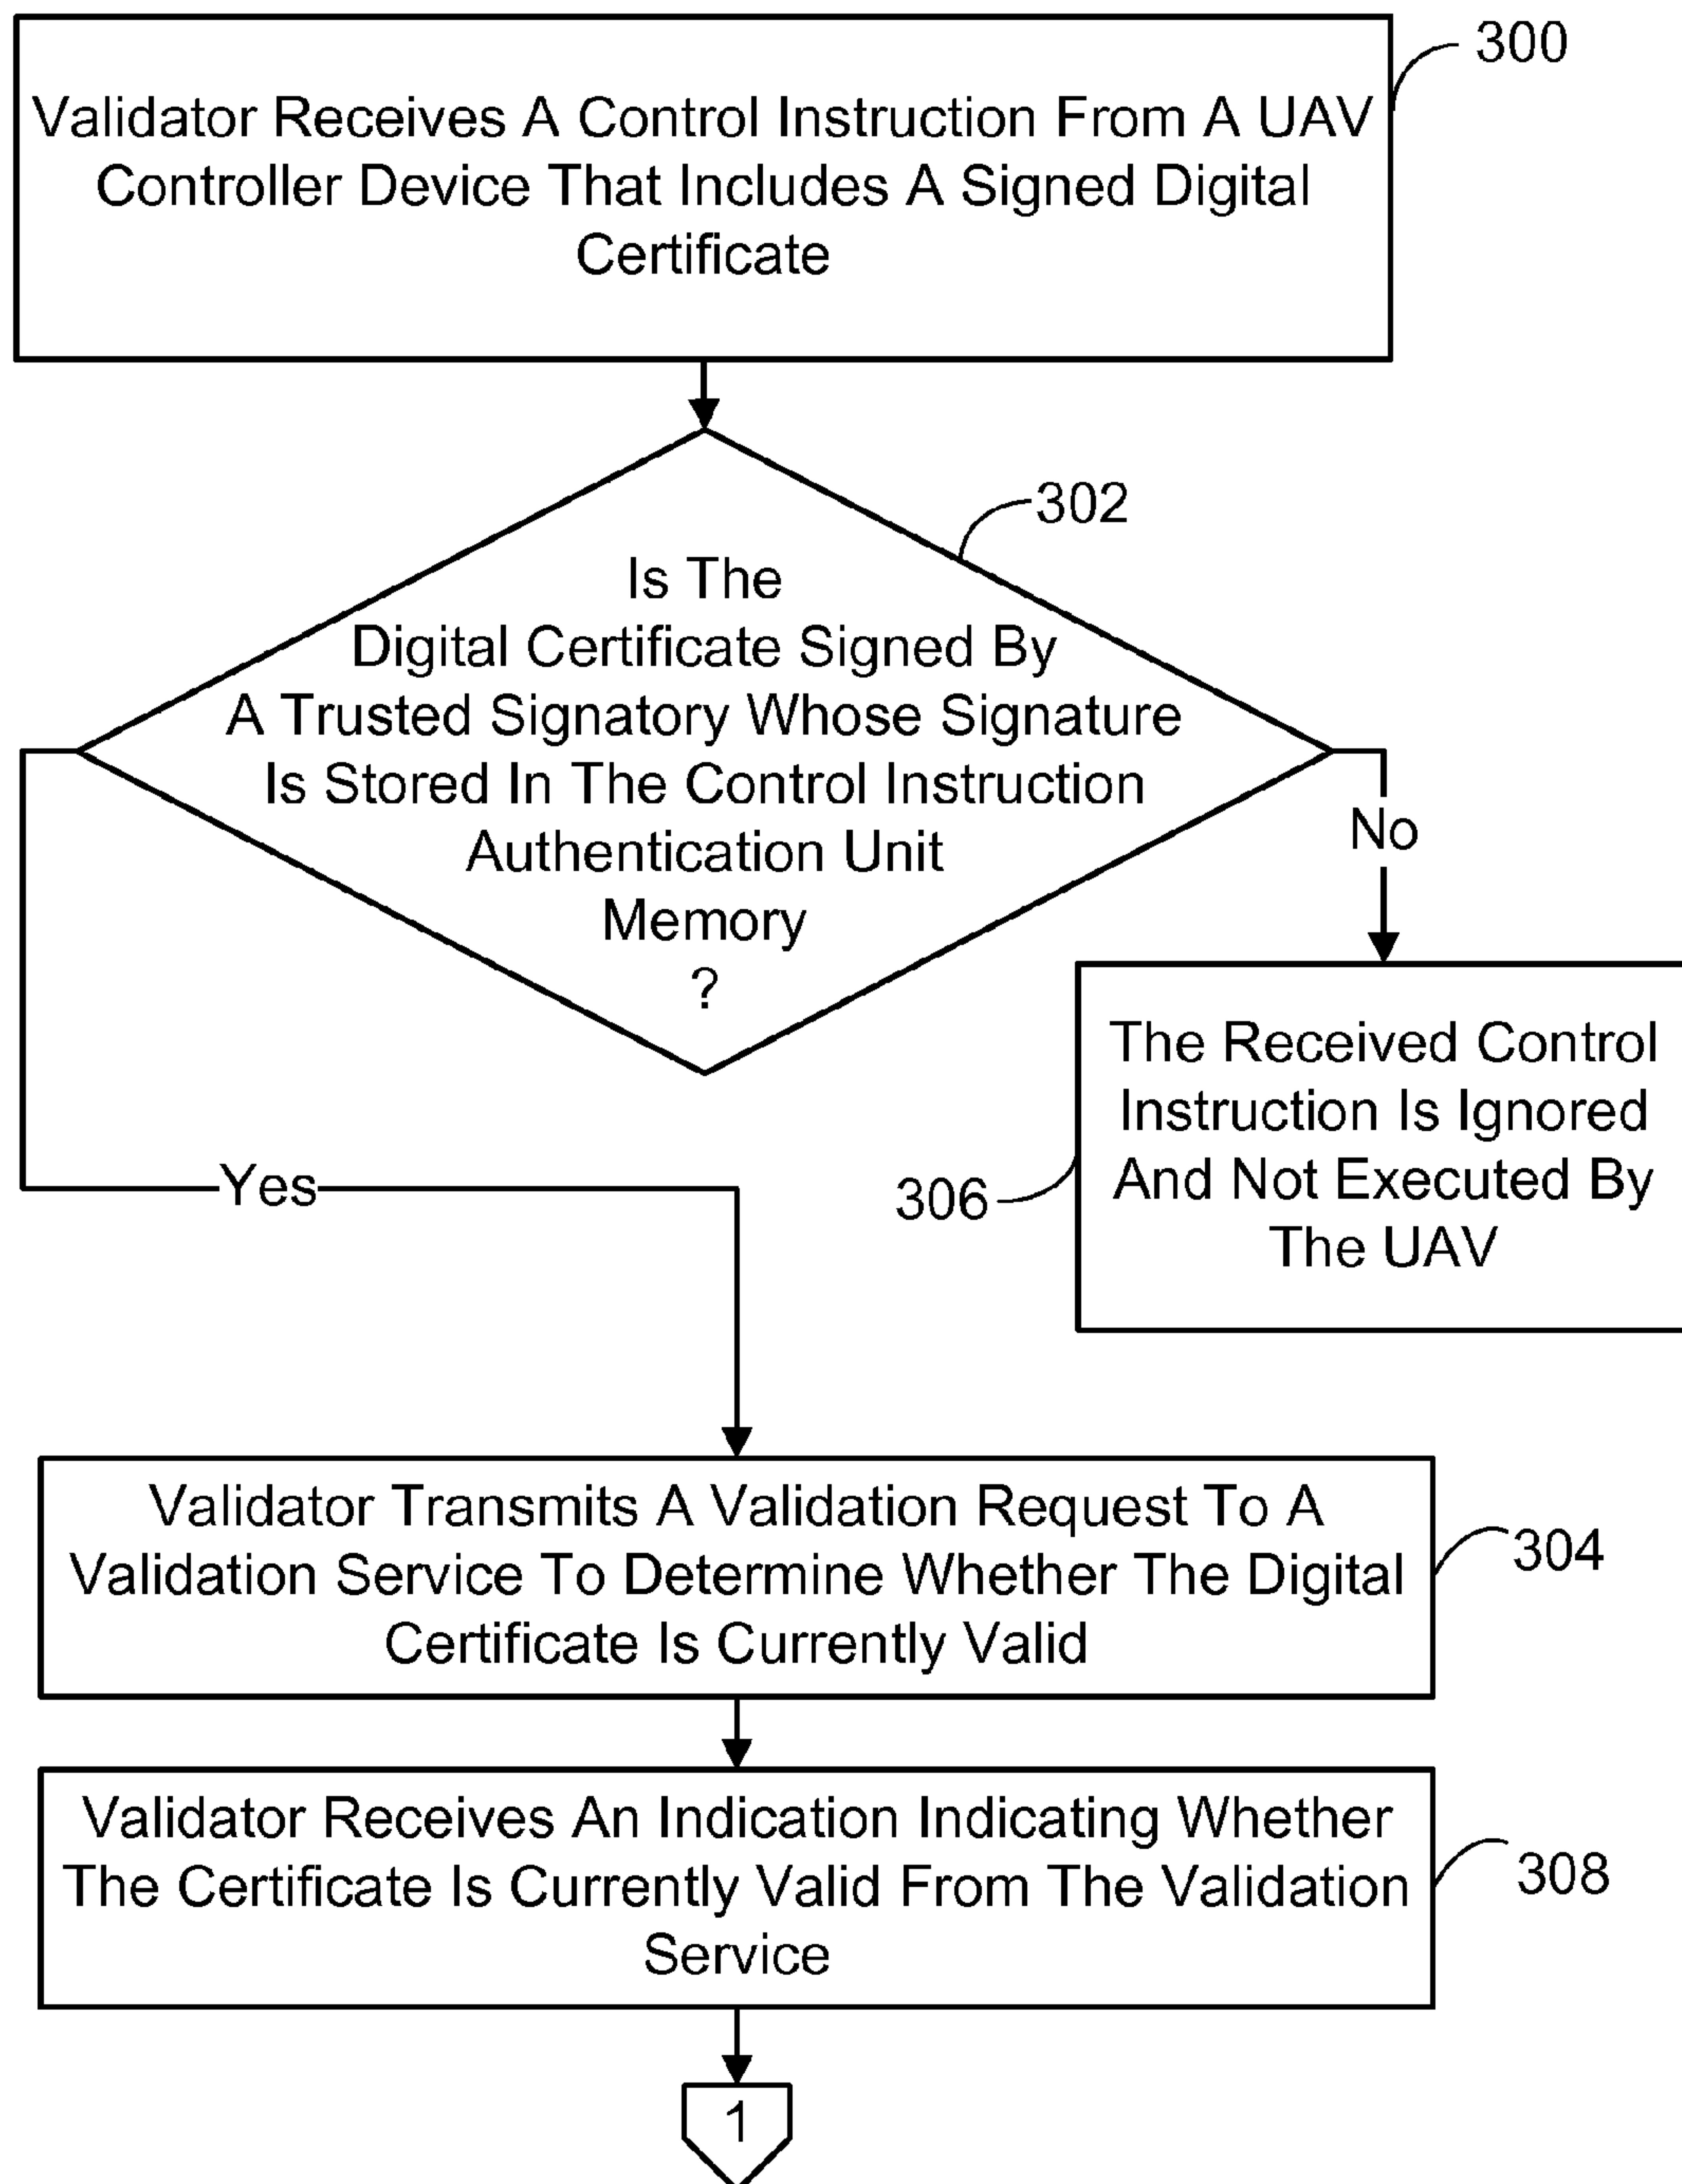 300
Validator Receives A Control Instruction From A UAV
Controller Device That Includes A Signed Digital
Certificate
302
Is The
Digital Certificate Signed By
A Trusted Signatory Whose Signature
Is Stored In The Control Instruction
Authentication Unit
Memory
?
No
The Received Control
Instruction Is Ignored
And Not Executed By
The UAV
306
Yes
Validator Transmits A Validation Request To A
Validation Service To Determine Whether The Digital
Certificate Is Currently Valid
304
Validator Receives An Indication Indicating Whether
The Certificate Is Currently Valid From The Validation
Service
308
1